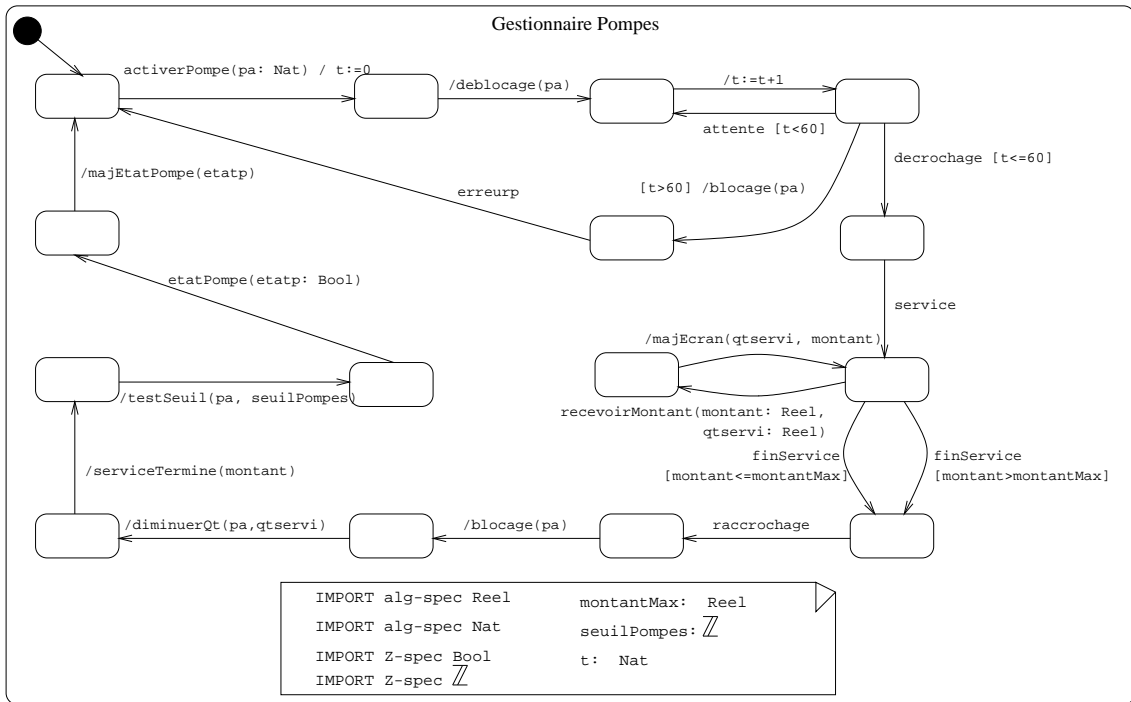 Gestionnaire Pompes
activerPompe(pa: Nat) / t:=0
/deblocage(pa)
/t:=t+1
attente [t<60]
decrochage [t<=60]
/majEtatPompe(etatp)
erreurp
[t>60] /blocage(pa)
etatPompe(etatp: Bool)
service
/majEcran(qtservi, montant)
/testSeuil(pa, seuilPompes)
recevoirMontant(montant: Reel,
qtservi: Reel)
finService
[montant<=montantMax]
finService
[montant>montantMax]
/serviceTermine(montant)
/diminuerQt(pa,qtservi)
/blocage(pa)
raccrochage
IMPORT alg-spec Reel
IMPORT alg-spec Nat
IMPORT Z-spec Bool
IMPORT Z-spec ℤ
montantMax: Reel
seuilPompes: ℤ
t: Nat